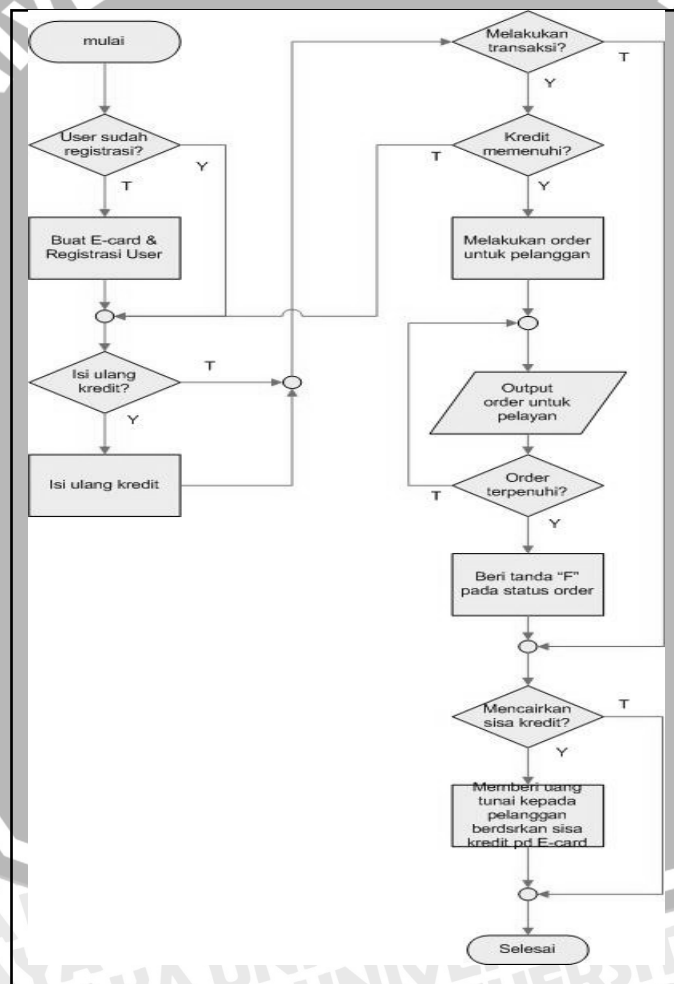 mulai
User sudah
registrasi?
Y
T
Buat E-card &
Registrasi User
Isi ulang
kredit?
T
Y
Isi ulang kredit
Melakukan
transaksi?
T
Y
Kredit
memenuhi?
T
Y
Melakukan order
untuk pelanggan
Output
order untuk
pelayan
Order
terpenuhi?
T
Y
Beri tanda “F”
pada status order
Mencairkan
sisa kredit?
T
Y
Memberi uang
tunai kepada
pelanggan
berdsrkan sisa
kredit pd E-card
Selesai